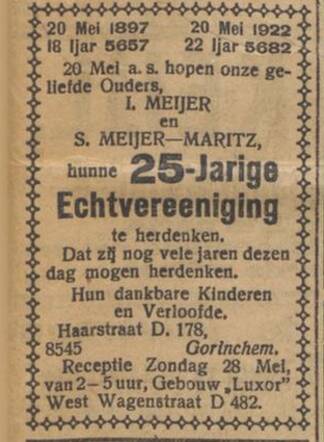 20 Mei 1897 20 Mei 1922
18 Ijar 5657 22 Ijar 5682
20 Mei a. s. hopen onze ge-
liefde Ouders,
I. MEIJER
en
S. MEIJER—MARITZ,
hunne 25-Jarige
Echtvereeniging
te herdenken.
Dat zij nog vele jaren dezen
dag mogen herdenken.
Hun dankbare Kinderen
en Verloofde.
Haarstraat D. 178,
8545 Gorinchem.
Receptie Zondag 28 Mei,
van 2—5 uur, Gebouw „Luxor”
West Wagenstraat D 482.